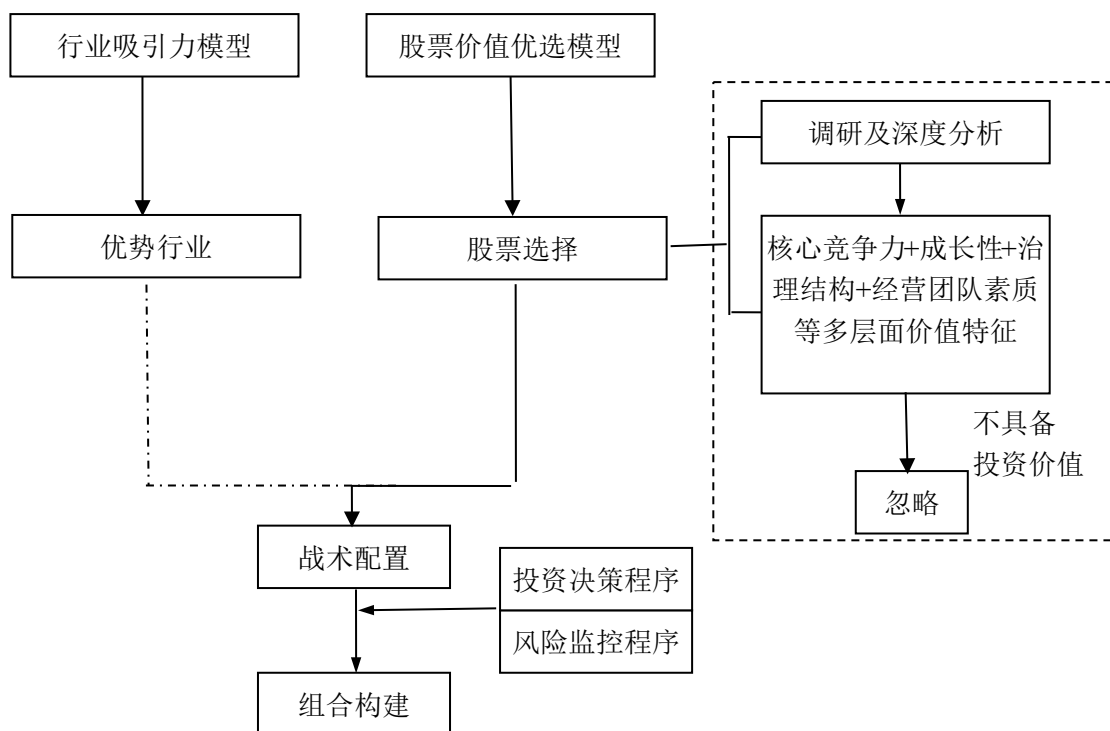 行业吸引力模型
股票价值优选模型
调研及深度分析
优势行业
股票选择
核心竞争力+成长性+治
理结构+经营团队素质
等多层面价值特征
不具备
投资价值
忽略
战术配置
投资决策程序
风险监控程序
组合构建